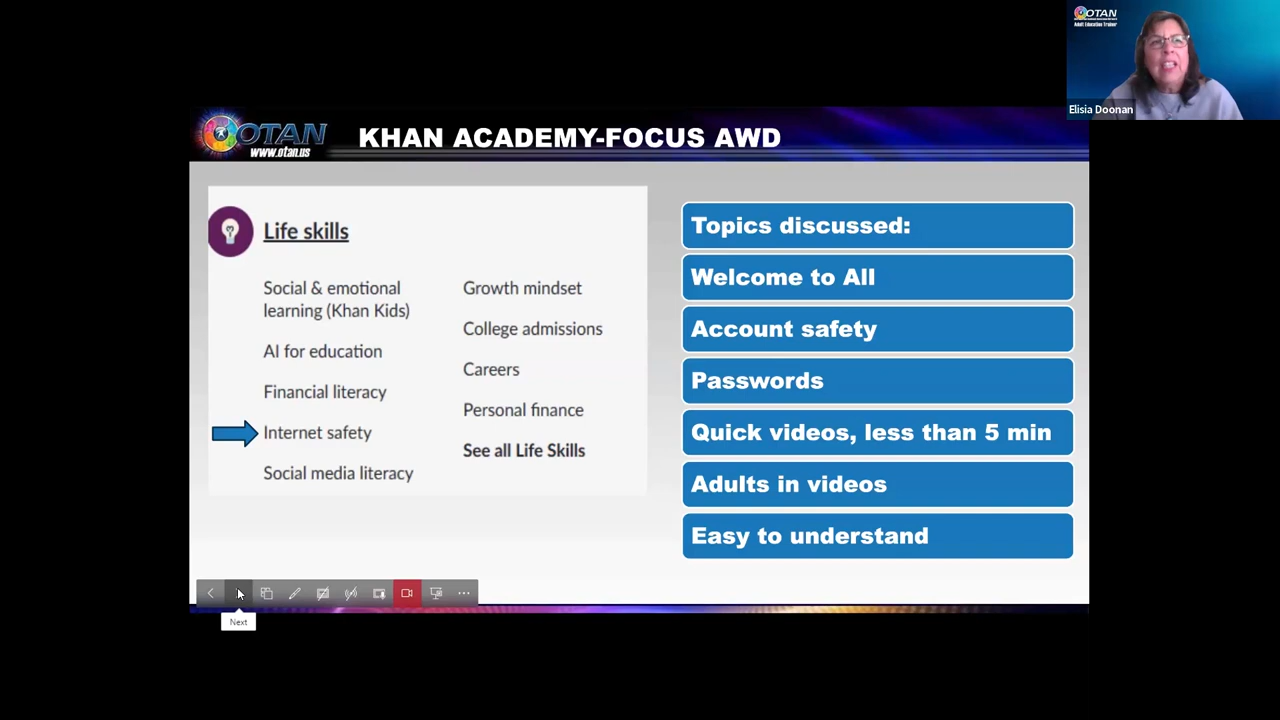 OTAN
www.otan.us
KHAN ACADEMY-FOCUS AWD
Life skills
Social & emotional
learning (Khan Kids)
AI for education
Financial literacy
Internet safety
Social media literacy
Growth mindset
College admissions
Careers
Personal finance
See all Life Skills
Topics discussed:
Welcome to All
Account safety
Passwords
Quick videos, less than 5 min
Adults in videos
Easy to understand
Next
OTAN
Adult Education Trainer
Elisia Doonan